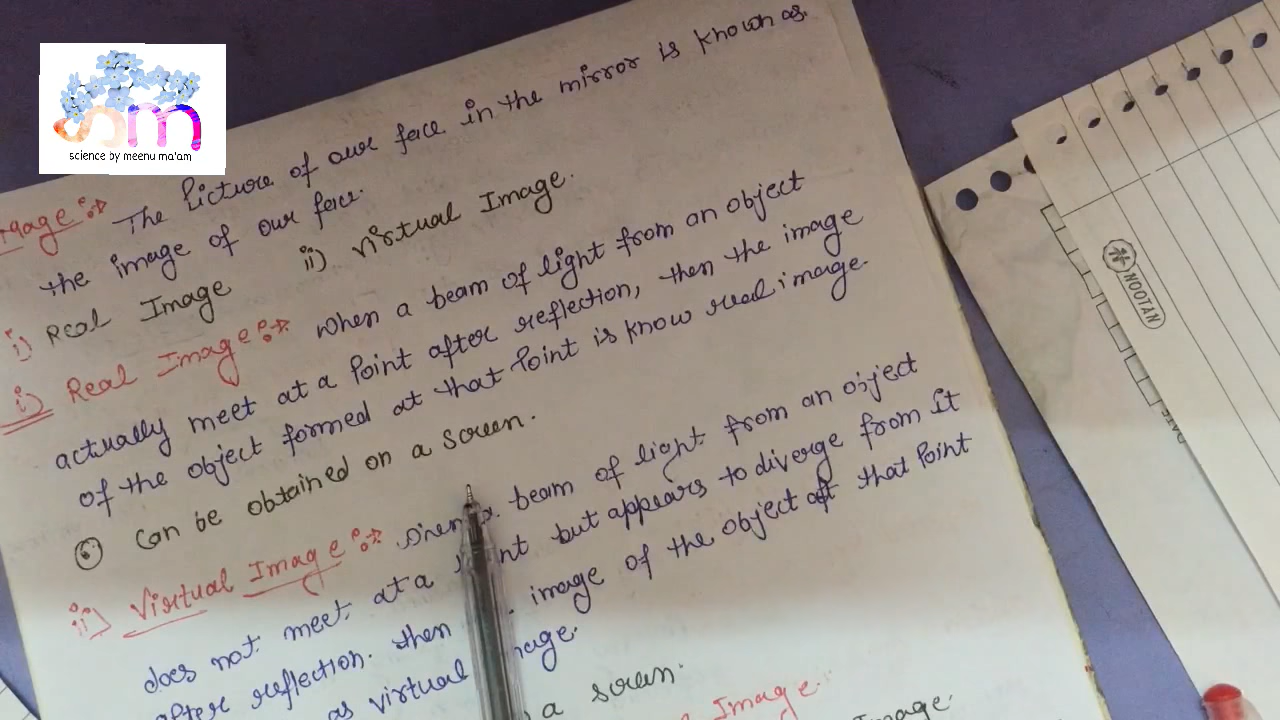 science by meenu ma'am
Image :→ The Picture of our face in the mirror is known as
the image of our face.
i) Real Image ii) Virtual Image.
i) Real Image :→ When a beam of light from an object
actually meet at a Point after reflection, then the image
of the object formed at that Point is know real image.
Can be obtained on a screen.
ii) Virtual Image :→ beam of light from an object
does not meet at a but appears to diverge from it
after reflection. then image of the object at that Point
as virtual
a screen.
Image.
Image.
NOOTAN